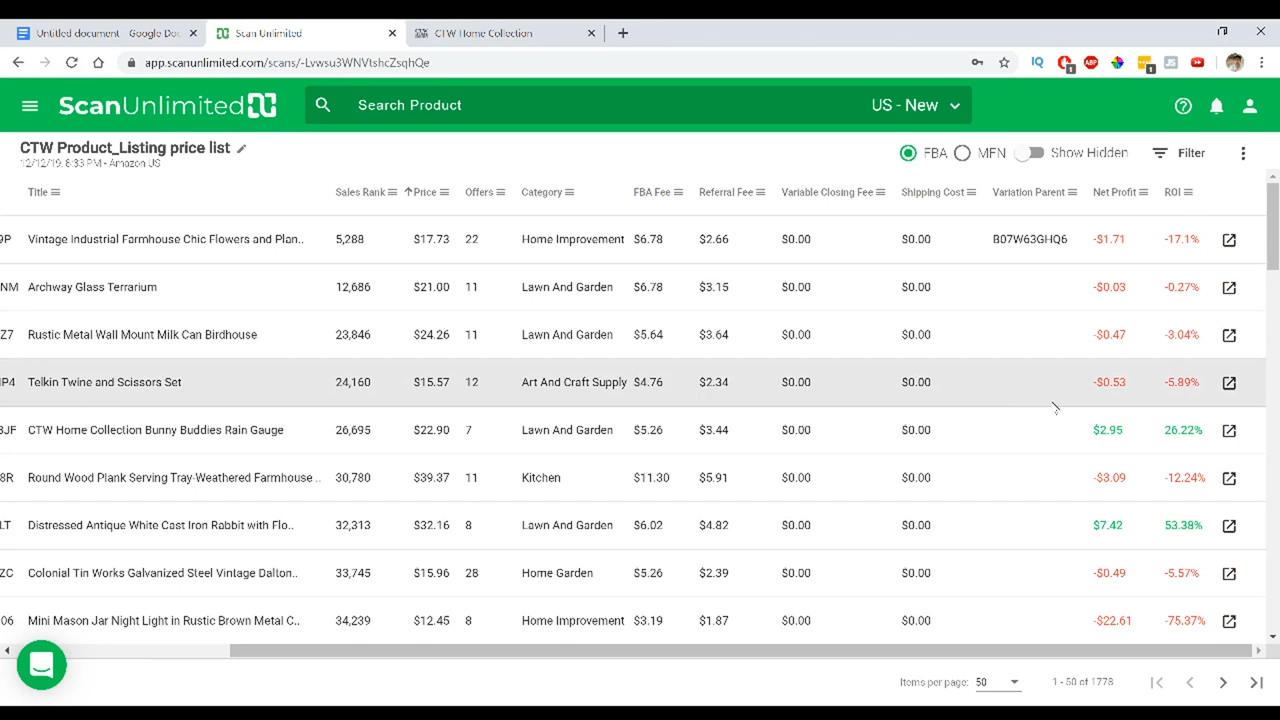 Untitled document - Google Doc
Scan Unlimited
CTW Home Collection
app.scanunlimited.com/scans/-Lvwsu3WNVtshcZsqhQe
ScanUnlimited
Search Product
US - New
CTW Product_Listing price list
12/12/19, 8:33 PM - Amazon US
FBA MFN Show Hidden Filter
Title Sales Rank Price Offers Category FBA Fee Referral Fee Variable Closing Fee Shipping Cost Variation Parent Net Profit ROI
9P Vintage Industrial Farmhouse Chic Flowers and Plan.. 5,288 $17.73 22 Home Improvement $6.78 $2.66 $0.00 $0.00 B07W63GHQ6 -$1.71 -17.1%
NM Archway Glass Terrarium 12,686 $21.00 11 Lawn And Garden $6.78 $3.15 $0.00 $0.00 -$0.03 -0.27%
Z7 Rustic Metal Wall Mount Milk Can Birdhouse 23,846 $24.26 11 Lawn And Garden $5.64 $3.64 $0.00 $0.00 -$0.47 -3.04%
P4 Telkin Twine and Scissors Set 24,160 $15.57 12 Art And Craft Supply $4.76 $2.34 $0.00 $0.00 -$0.53 -5.89%
BJF CTW Home Collection Bunny Buddies Rain Gauge 26,695 $22.90 7 Lawn And Garden $5.26 $3.44 $0.00 $0.00 $2.95 26.22%
8R Round Wood Plank Serving Tray-Weathered Farmhouse .. 30,780 $39.37 11 Kitchen $11.30 $5.91 $0.00 $0.00 -$3.09 -12.24%
LT Distressed Antique White Cast Iron Rabbit with Flo.. 32,313 $32.16 8 Lawn And Garden $6.02 $4.82 $0.00 $0.00 $7.42 53.38%
ZC Colonial Tin Works Galvanized Steel Vintage Dalton.. 33,745 $15.96 28 Home Garden $5.26 $2.39 $0.00 $0.00 -$0.49 -5.57%
06 Mini Mason Jar Night Light in Rustic Brown Metal C.. 34,239 $12.45 8 Home Improvement $3.19 $1.87 $0.00 $0.00 -$22.61 -75.37%
Items per page: 50 1 - 50 of 1778